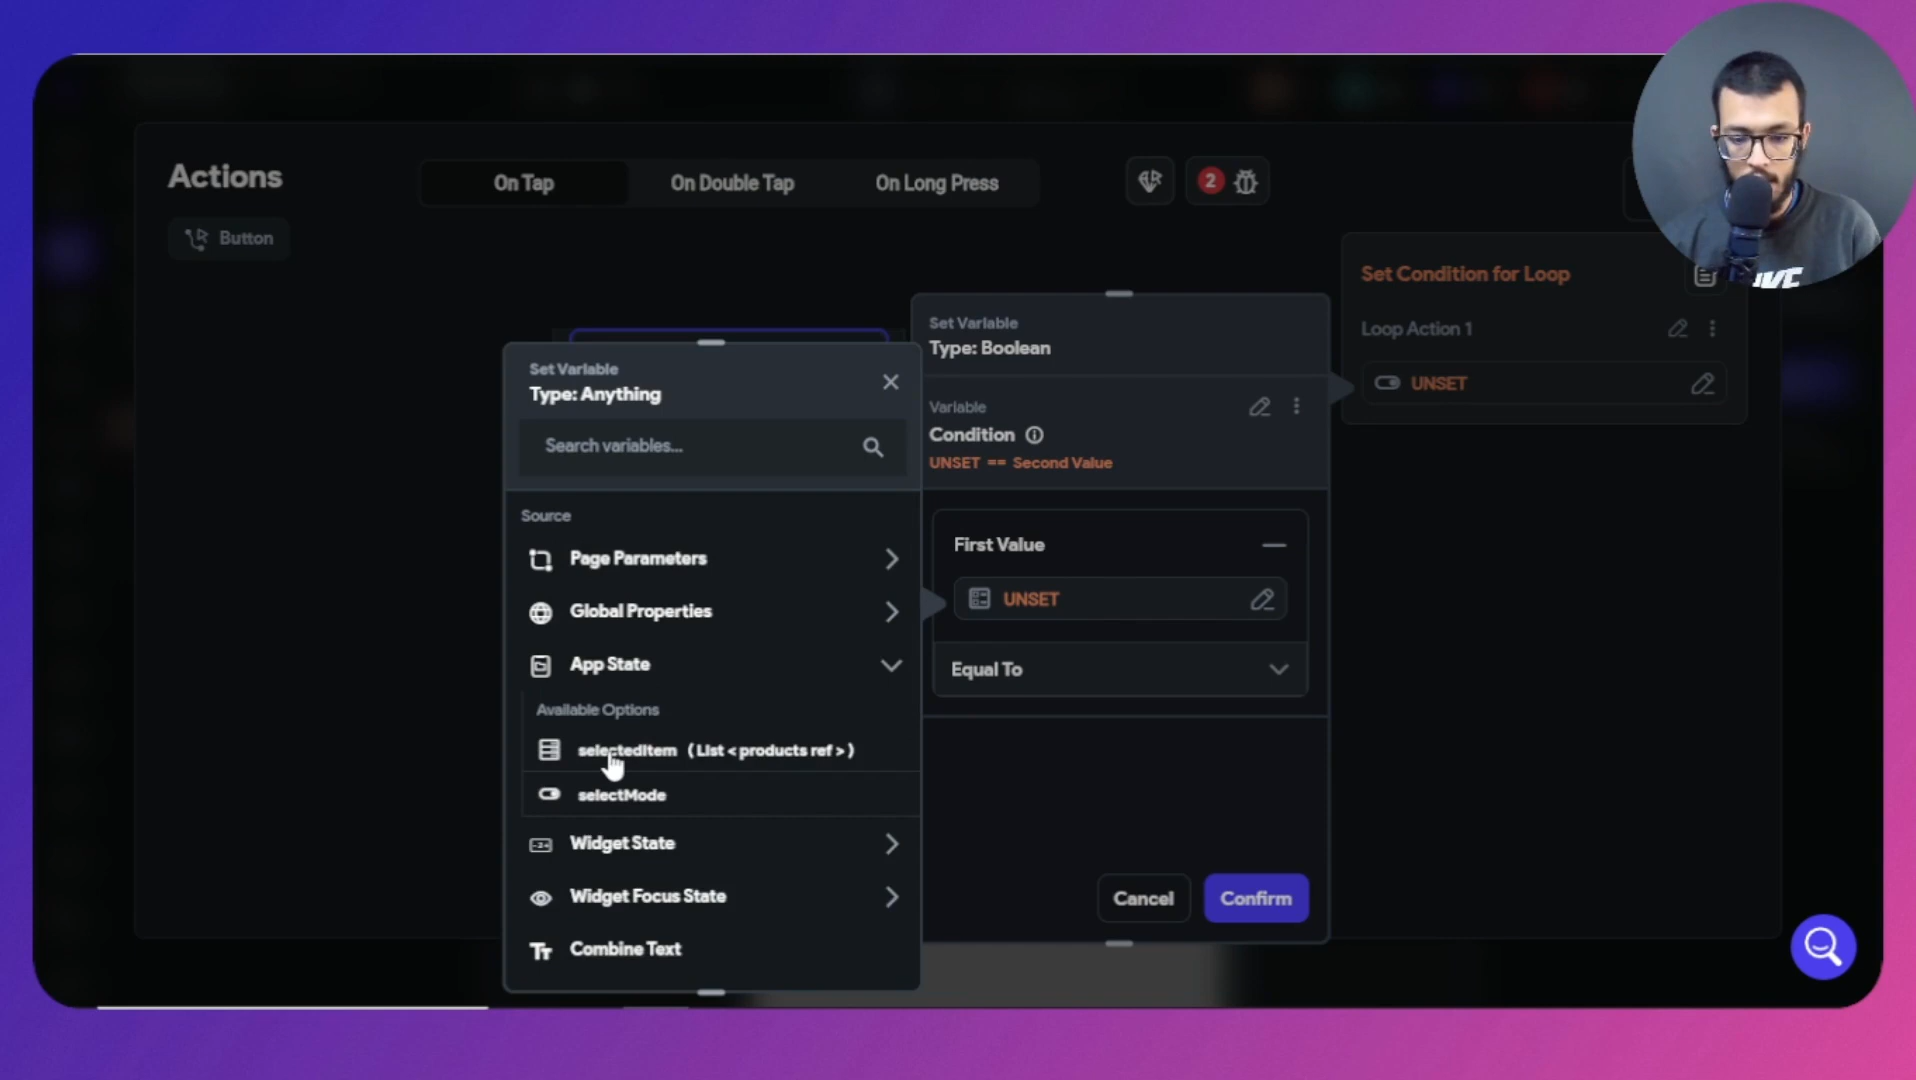 Actions
On Tap
On Double Tap
On Long Press
2
Button
Set Condition for Loop
Loop Action 1
UNSET
Set Variable
Type: Boolean
Variable
Condition
UNSET == Second Value
First Value
UNSET
Equal To
Cancel
Confirm
Set Variable
Type: Anything
Search variables...
Source
Page Parameters
Global Properties
App State
Available Options
selectedItem (List < products ref >)
selectMode
Widget State
Widget Focus State
Tt Combine Text